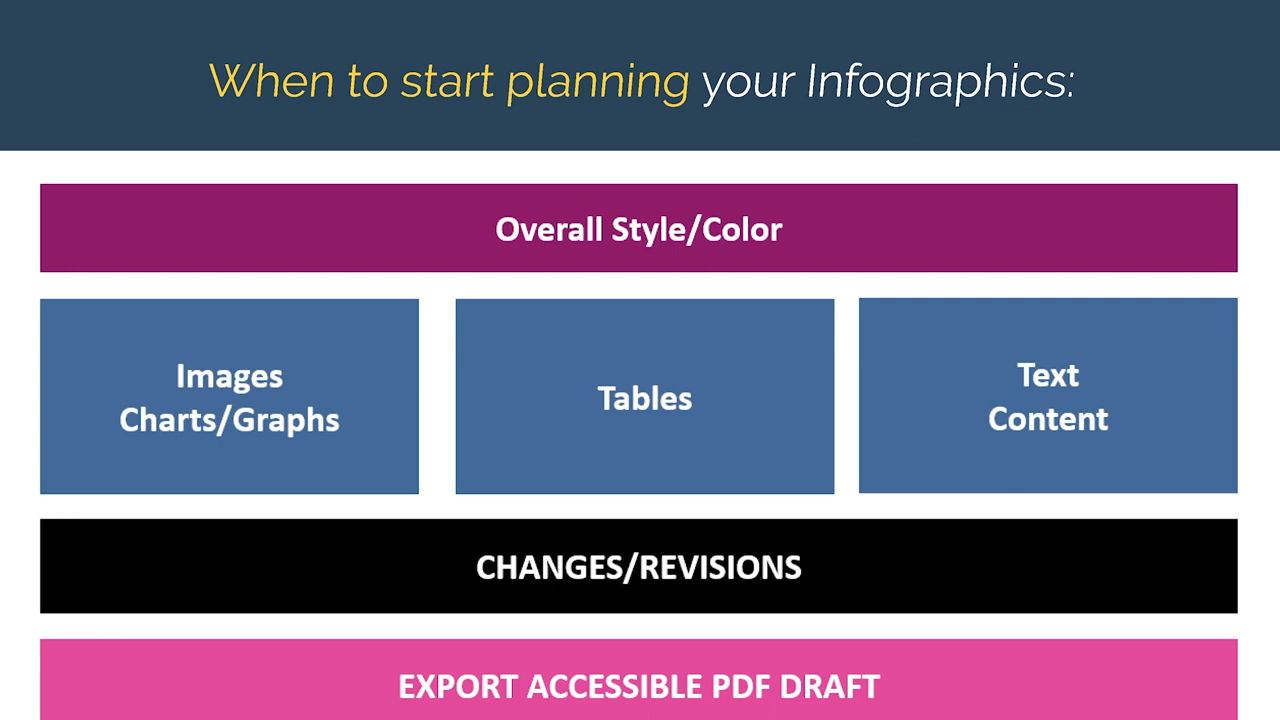 When to start planning your Infographics:
Overall Style/Color
Images
Charts/Graphs
Tables
Text
Content
CHANGES/REVISIONS
EXPORT ACCESSIBLE PDF DRAFT